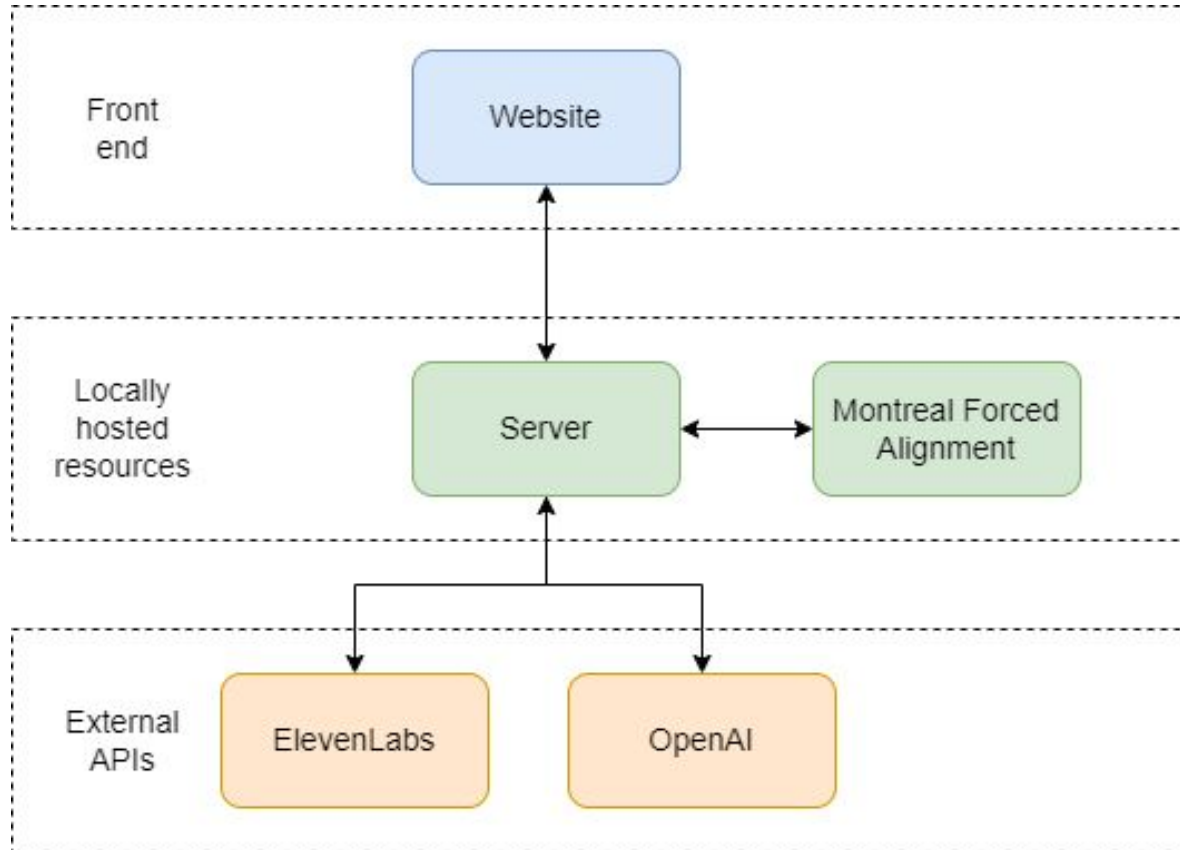 Front
end
Website
Locally
hosted
resources
Server
Montreal Forced
Alignment
External
APIs
ElevenLabs
OpenAI